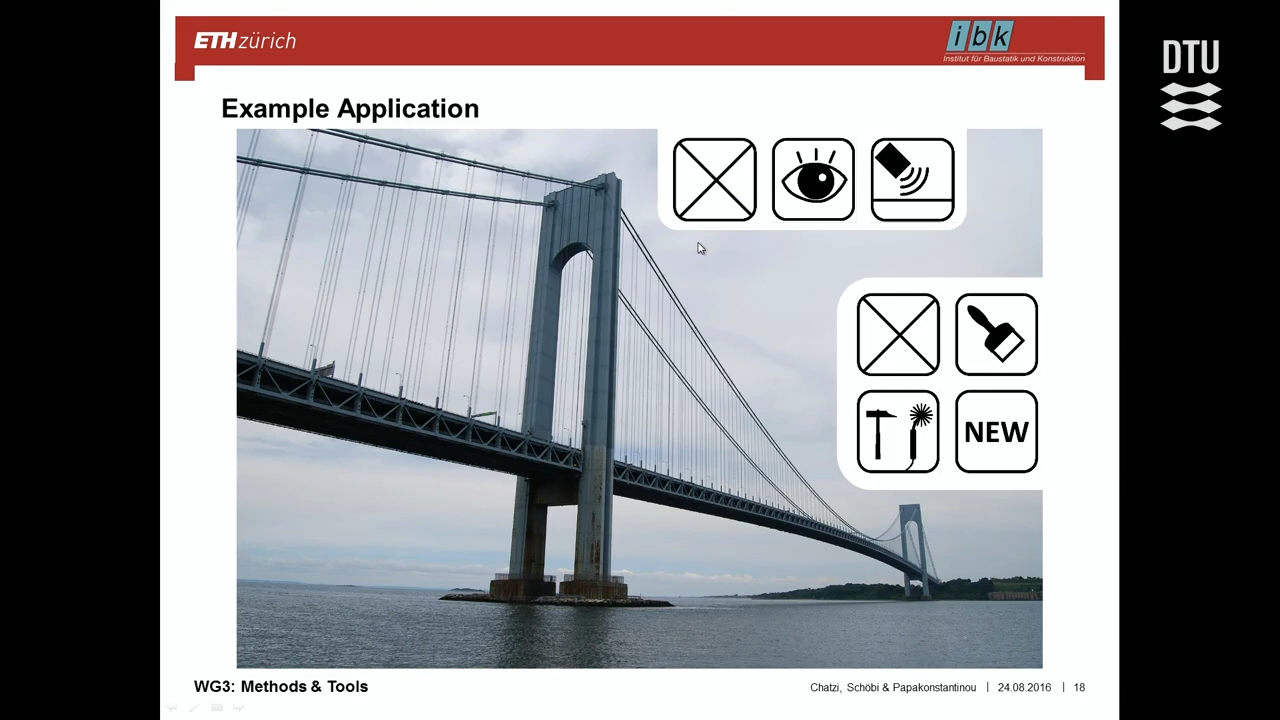 ETH zürich
ibk
Institut für Baustatik und Konstruktion
DTU
Example Application
NEW
WG3: Methods & Tools
Chatzi, Schöbi & Papakonstantinou | 24.08.2016 | 18